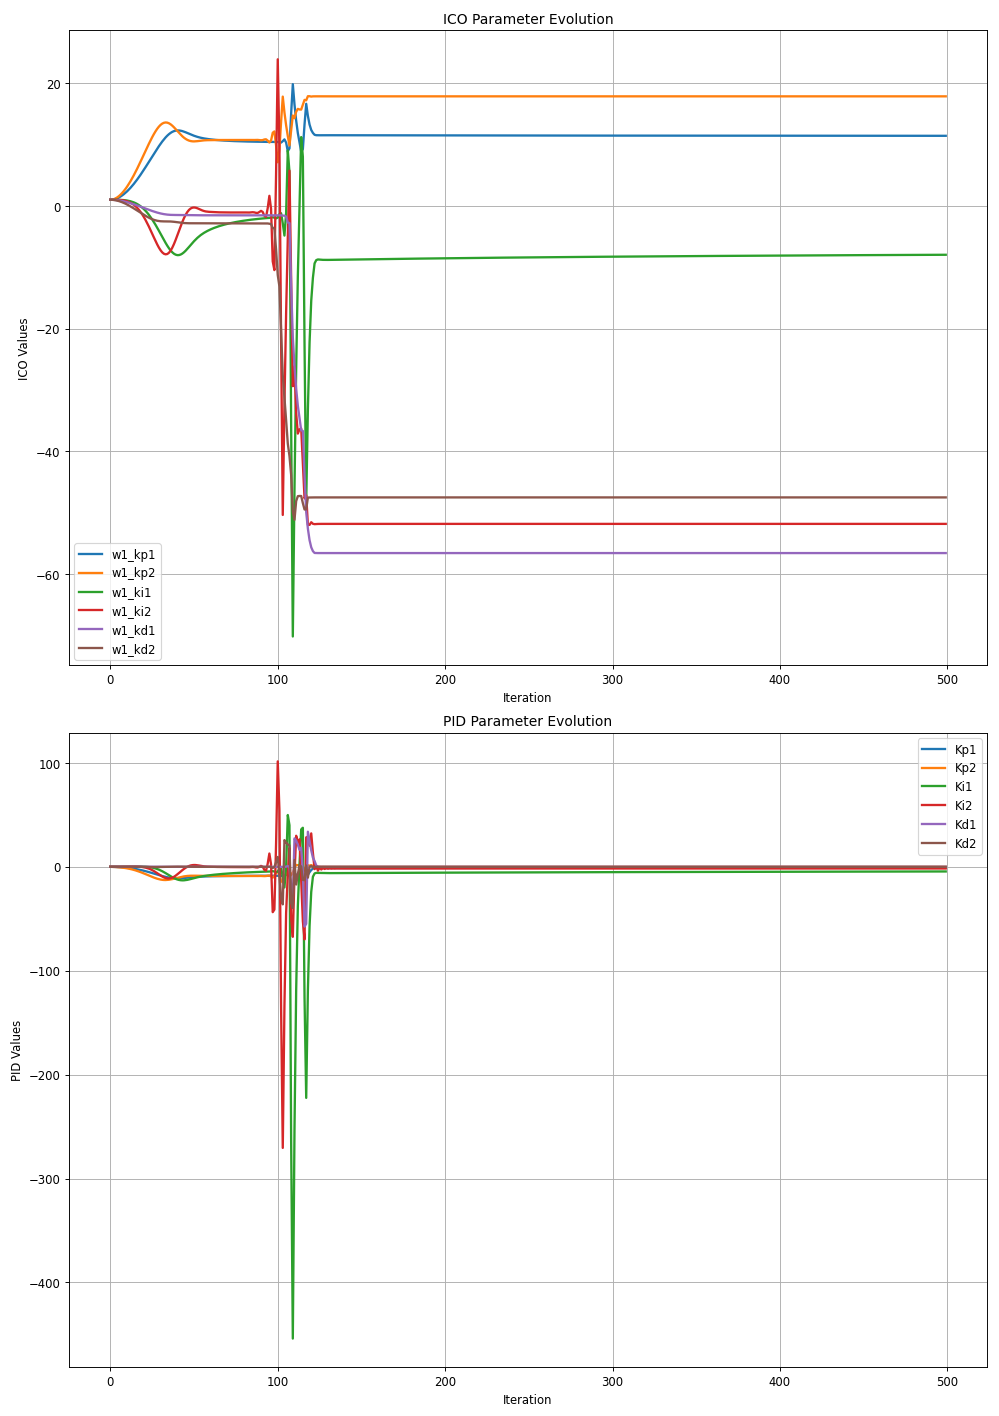 ICO Parameter Evolution
20
0
−20
−40
−60
ICO Values
w1_kp1
w1_kp2
w1_ki1
w1_ki2
w1_kd1
w1_kd2
0
100
200
300
400
500
Iteration
PID Parameter Evolution
100
0
−100
−200
−300
−400
PID Values
Kp1
Kp2
Ki1
Ki2
Kd1
Kd2
0
100
200
300
400
500
Iteration